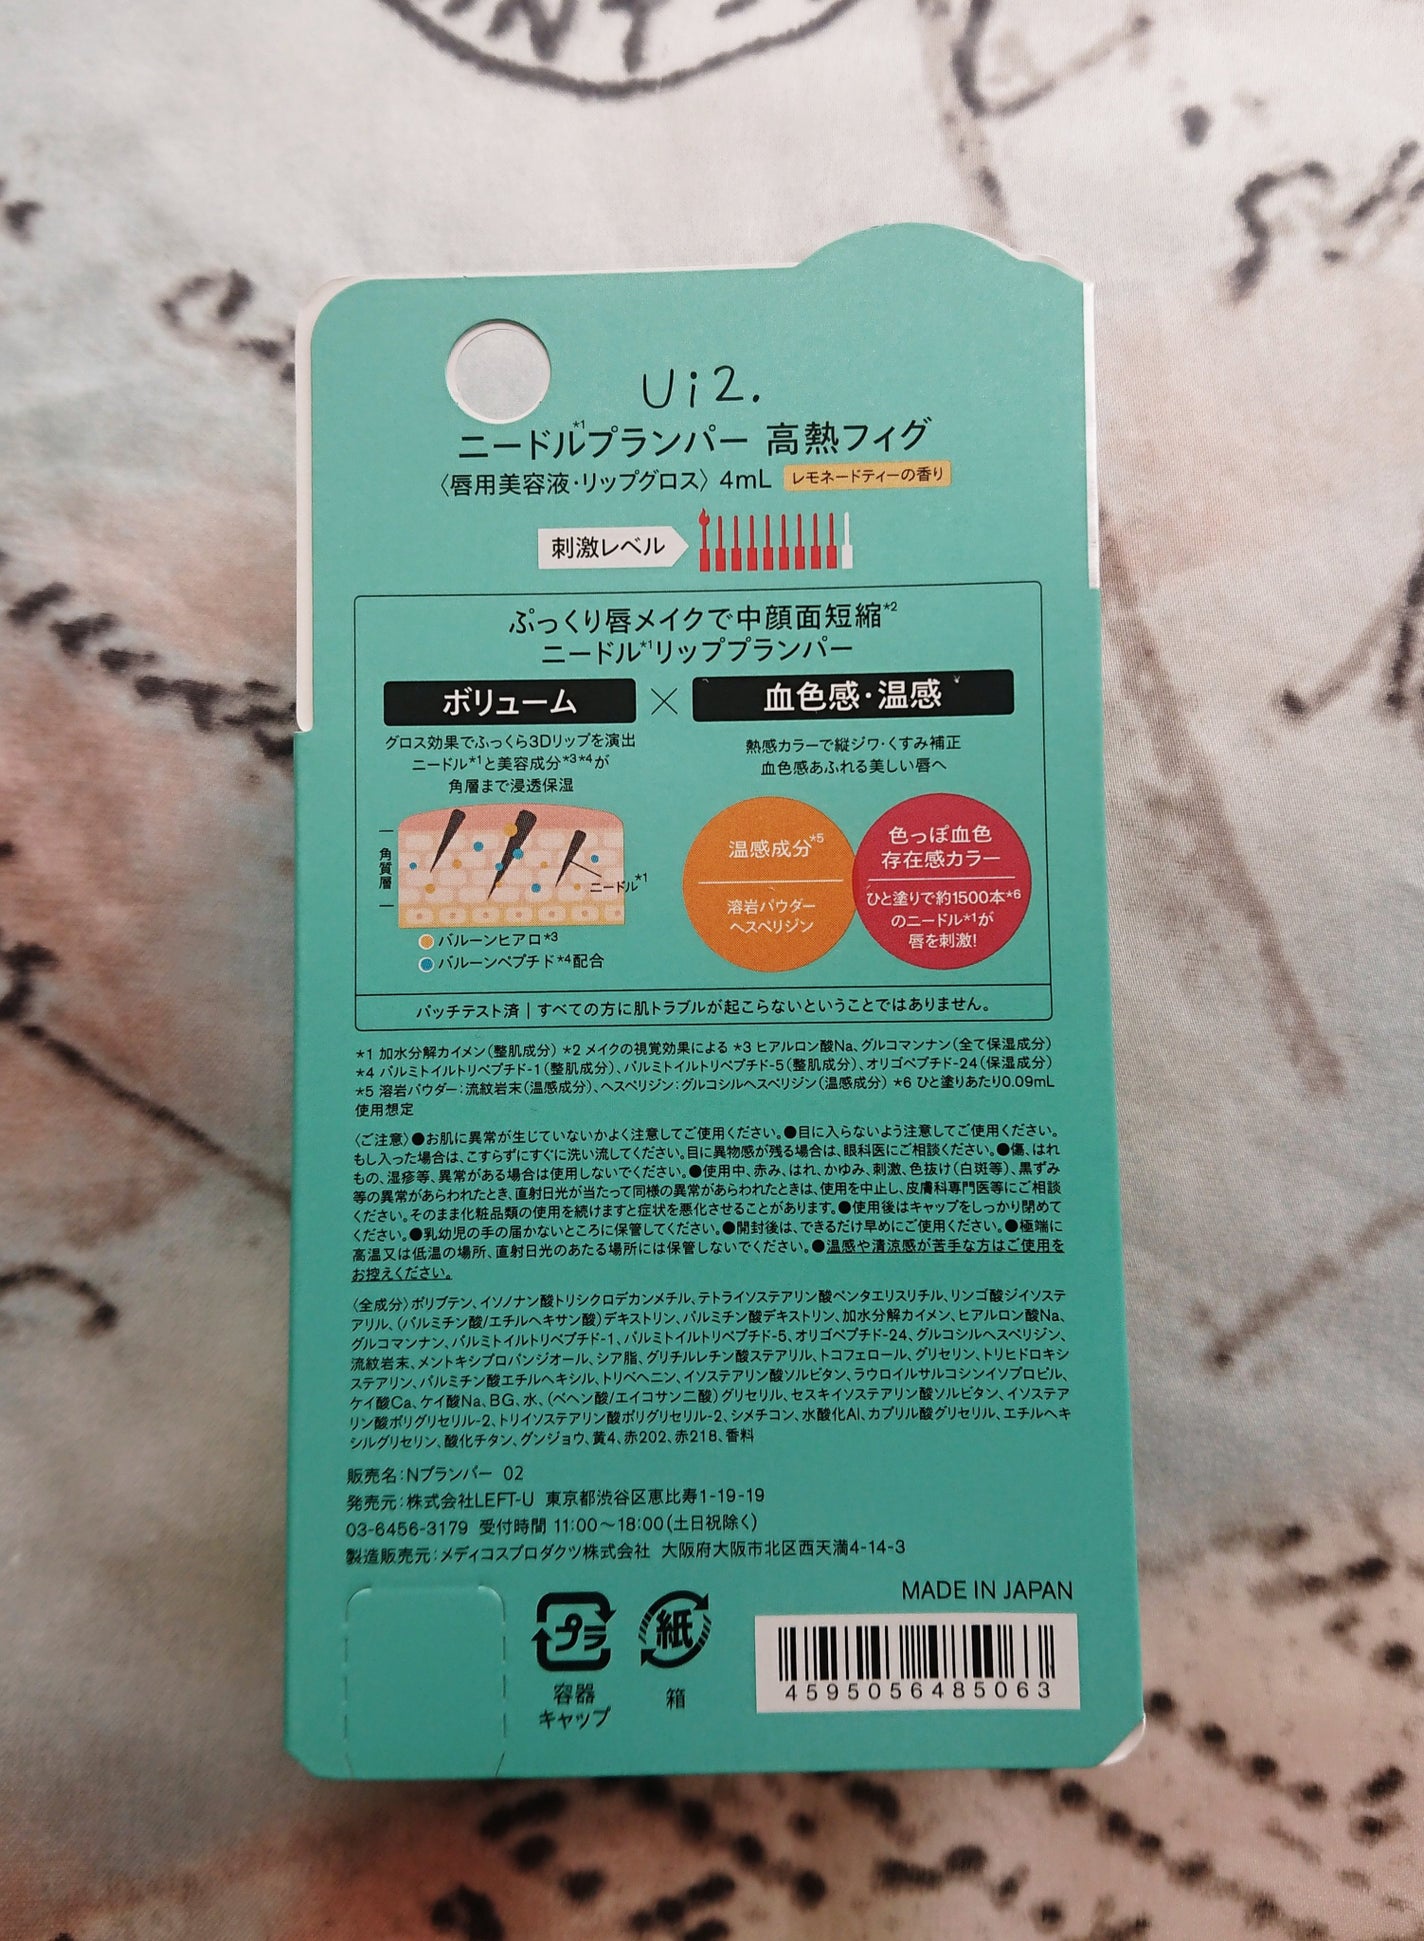 Ui2.
ニードル*1プランパー 高熱フィグ
〈唇用美容液・リップグロス〉4mL レモネードティーの香り
刺激レベル
ぷっくり唇メイクで中顔面短縮*2
ニードル*1リッププランパー
ボリューム × 血色感・温感
グロス効果でふっくら3Dリップを演出
ニードル*1と美容成分*3*4が
角層まで浸透保湿
角質層
ニードル*1
バルーンヒアロ*3
バルーンペプチド*4配合
熱感カラーで縦ジワ・くすみ補正
血色感あふれる美しい唇へ
温感成分*5
溶岩パウダー
ヘスペリジン
色っぽ血色
存在感カラー
ひと塗りで約1500本*6
のニードル*1が
唇を刺激!
パッチテスト済|すべての方に肌トラブルが起こらないということではありません。
*1 加水分解カイメン(整肌成分) *2 メイクの視覚効果による *3 ヒアルロン酸Na、グルコマンナン(全て保湿成分)
*4 パルミトイルトリペプチド-1(整肌成分)、パルミトイルトリペプチド-5(整肌成分)、オリゴペプチド-24(保湿成分)
*5 溶岩パウダー:流紋岩末(温感成分)、ヘスペリジン:グルコシルヘスペリジン(温感成分) *6 ひと塗りあたり0.09mL
使用想定
〈ご注意〉●お肌に異常が生じていないかよく注意してご使用ください。●目に入らないよう注意してご使用ください。
もし入った場合は、こすらずにすぐに洗い流してください。目に異物感が残る場合は、眼科医にご相談ください。●傷、はれ
もの、湿疹等、異常がある場合は使用しないでください。●使用中、赤み、はれ、かゆみ、刺激、色抜け(白斑等)、黒ずみ
等の異常があらわれたとき、直射日光が当たって同様の異常があらわれたときは、使用を中止し、皮膚科専門医等にご相談
ください。そのまま化粧品類の使用を続けますと症状を悪化させることがあります。●使用後はキャップをしっかり閉めて
ください。●乳幼児の手の届かないところに保管してください。●開封後は、できるだけ早めにご使用ください。●極端に
高温又は低温の場所、直射日光のあたる場所には保管しないでください。●温感や清涼感が苦手な方はご使用を
お控えください。
〈全成分〉ポリブテン、イソノナン酸トリシクロデカンメチル、テトライソステアリン酸ペンタエリスリチル、リンゴ酸ジイソステ
アリル、(パルミチン酸/エチルヘキサン酸)デキストリン、パルミチン酸デキストリン、加水分解カイメン、ヒアルロン酸Na、
グルコマンナン、パルミトイルトリペプチド-1、パルミトイルトリペプチド-5、オリゴペプチド-24、グルコシルヘスペリジン、
流紋岩末、メントキシプロパンジオール、シア脂、グリチルレチン酸ステアリル、トコフェロール、グリセリン、トリヒドロキシ
ステアリン、パルミチン酸エチルヘキシル、トリベヘニン、イソステアリン酸ソルビタン、ラウロイルサルコシンイソプロピル、
ケイ酸Ca、ケイ酸Na、BG、水、(ベヘン酸/エイコサン二酸)グリセリル、セスキイソステアリン酸ソルビタン、イソステア
リン酸ポリグリセリル-2、トリイソステアリン酸ポリグリセリル-2、シメチコン、水酸化Al、カプリル酸グリセリル、エチルヘキ
シルグリセリン、酸化チタン、グンジョウ、黄4、赤202、赤218、香料
販売名:Nプランパー 02
発売元:株式会社LEFT-U 東京都渋谷区恵比寿1-19-19
03-6456-3179 受付時間 11:00〜18:00(土日祝除く)
製造販売元:メディコスプロダクツ株式会社 大阪府大阪市北区西天満4-14-3
MADE IN JAPAN
プラ
容器
キャップ
紙
箱
4595056485063